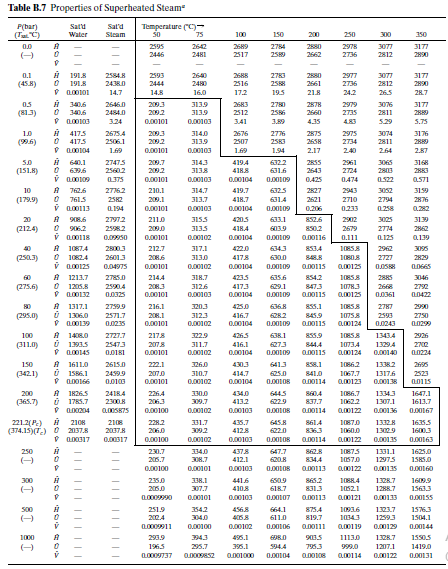 Table B.7 Properties of Superheated Steamᵃ
P(bar) Sat'd Sat'd Temperature (°C)→
(Tsat,°C) Water Steam 50 75 100 150 200 250 300 350
0.0 Ĥ — — 2595 2642 2689 2784 2880 2978 3077 3177
(—) Û — — 2446 2481 2517 2589 2662 2736 2812 2890
V̂ — — — — — — — — — —
0.1 Ĥ 191.8 2584.8 2593 2640 2688 2783 2880 2977 3077 3177
(45.8) Û 191.8 2438.0 2444 2480 2516 2588 2661 2736 2812 2890
V̂ 0.00101 14.7 14.8 16.0 17.2 19.5 21.8 24.2 26.5 28.7
0.5 Ĥ 340.6 2646.0 209.3 313.9 2683 2780 2878 2979 3076 3177
(81.3) Û 340.6 2484.0 209.2 313.9 2512 2586 2660 2735 2811 2889
V̂ 0.00103 3.24 0.00101 0.00103 3.41 3.89 4.35 4.83 5.29 5.75
1.0 Ĥ 417.5 2675.4 209.3 314.0 2676 2776 2875 2975 3074 3176
(99.6) Û 417.5 2506.1 209.2 313.9 2507 2583 2658 2734 2811 2889
V̂ 0.00104 1.69 0.00101 0.00103 1.69 1.94 2.17 2.40 2.64 2.87
5.0 Ĥ 640.1 2747.5 209.7 314.3 419.4 632.2 2855 2961 3065 3168
(151.8) Û 639.6 2560.2 209.2 313.8 418.8 631.6 2643 2724 2803 2883
V̂ 0.00109 0.375 0.00101 0.00103 0.00104 0.00109 0.425 0.474 0.522 0.571
10 Ĥ 762.6 2776.2 210.1 314.7 419.7 632.5 2827 2943 3052 3159
(179.9) Û 761.5 2582 209.1 313.7 418.7 631.4 2621 2710 2794 2876
V̂ 0.00113 0.194 0.00101 0.00103 0.00104 0.00109 0.206 0.233 0.258 0.282
20 Ĥ 908.6 2797.2 211.0 315.5 420.5 633.1 852.6 2902 3025 3139
(212.4) Û 906.2 2598.2 209.0 313.5 418.4 603.9 850.2 2679 2774 2862
V̂ 0.00118 0.09950 0.00101 0.00102 0.00104 0.00109 0.00116 0.111 0.125 0.139
40 Ĥ 1087.4 2800.3 212.7 317.1 422.0 634.3 853.4 1085.8 2962 3095
(250.3) Û 1082.4 2601.3 208.6 313.0 417.8 630.0 848.8 1080.8 2727 2829
V̂ 0.00125 0.04975 0.00101 0.00102 0.00104 0.00109 0.00115 0.00125 0.0588 0.0665
60 Ĥ 1213.7 2785.0 214.4 318.7 423.5 635.6 854.2 1085.8 2885 3046
(275.6) Û 1205.8 2590.4 208.3 312.6 417.3 629.1 847.3 1078.3 2668 2792
V̂ 0.00132 0.0325 0.00101 0.00103 0.00104 0.00109 0.00115 0.00125 0.0361 0.0422
80 Ĥ 1317.1 2759.9 216.1 320.3 425.0 636.8 855.1 1085.8 2787 2990
(295.0) Û 1306.0 2571.7 208.1 312.3 416.7 628.2 845.9 1075.8 2593 2750
V̂ 0.00139 0.0235 0.00101 0.00102 0.00104 0.00109 0.00115 0.00124 0.0243 0.0299
100 Ĥ 1408.0 2727.7 217.8 322.9 426.5 638.1 855.9 1085.8 1343.4 2926
(311.0) Û 1393.5 2547.3 207.8 311.7 416.1 627.3 844.4 1073.4 1329.4 2702
V̂ 0.00145 0.0181 0.00101 0.00102 0.00104 0.00109 0.00115 0.00124 0.00140 0.0224
150 Ĥ 1611.0 2615.0 222.1 326.0 430.3 641.3 858.1 1086.2 1338.2 2695
(342.1) Û 1586.1 2459.9 207.0 310.7 414.7 625.0 841.0 1067.7 1317.6 2523
V̂ 0.00166 0.0103 0.00101 0.00102 0.00104 0.00108 0.00114 0.00123 0.00138 0.0115
200 Ĥ 1826.5 2418.4 226.4 330.0 434.0 644.5 860.4 1086.7 1334.3 1647.1
(365.7) Û 1785.7 2300.8 206.3 309.7 413.2 622.9 837.7 1062.2 1307.1 1613.7
V̂ 0.00204 0.005875 0.00100 0.00102 0.00103 0.00108 0.00114 0.00122 0.00136 0.00167
221.2(Pc) Ĥ 2108 2108 228.2 331.7 435.7 645.8 861.4 1087.0 1332.8 1635.5
(374.15)(Tc) Û 2037.8 2037.8 206.0 309.2 412.8 622.0 836.3 1060.0 1302.9 1600.3
V̂ 0.00317 0.00317 0.00100 0.00102 0.00103 0.00108 0.00114 0.00122 0.00135 0.00163
250 Ĥ — — 230.7 334.0 437.8 647.7 862.8 1087.5 1331.1 1625.0
(—) Û — — 205.7 308.7 412.1 620.8 834.4 1057.0 1297.5 1585.0
V̂ — — 0.00100 0.00101 0.00103 0.00108 0.00113 0.00122 0.00135 0.00160
300 Ĥ — — 235.0 338.1 441.6 650.9 865.2 1088.4 1328.7 1609.9
(—) Û — — 205.0 307.7 410.8 618.7 831.3 1052.1 1288.7 1563.3
V̂ — — 0.0009990 0.00101 0.00103 0.00107 0.00113 0.00121 0.00133 0.00155
500 Ĥ — — 251.9 354.2 456.8 664.1 875.4 1093.6 1323.7 1576.3
(—) Û — — 202.4 304.0 405.8 611.0 819.7 1034.3 1259.3 1504.1
V̂ — — 0.0009911 0.00100 0.00102 0.00106 0.00111 0.00119 0.00129 0.00144
1000 Ĥ — — 293.9 394.3 495.1 698.0 903.5 1113.0 1328.7 1550.5
(—) Û — — 196.5 295.7 395.1 594.4 795.3 999.0 1207.1 1419.0
V̂ — — 0.0009737 0.0009852 0.001000 0.00104 0.00108 0.00114 0.00122 0.00131